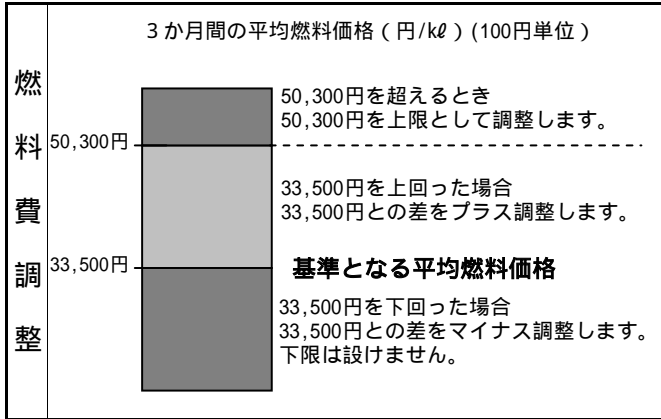 3か月間の平均燃料価格(円/kℓ)(100円単位)
燃料費調整
50,300円を超えるとき
50,300円を上限として調整します。
50,300円
33,500円を上回った場合
33,500円との差をプラス調整します。
33,500円
基準となる平均燃料価格
33,500円を下回った場合
33,500円との差をマイナス調整します。
下限は設けません。